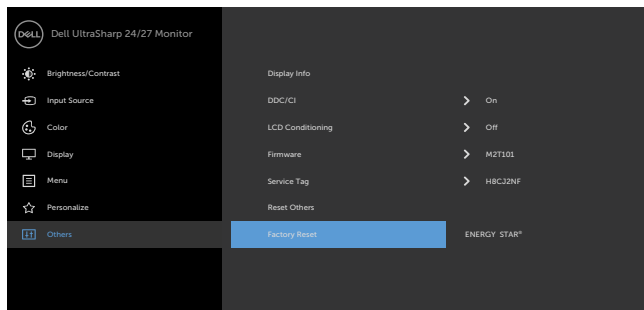 DELL Dell UltraSharp 24/27 Monitor
Brightness/Contrast Display Info
Input Source DDC/CI On
Color LCD Conditioning Off
Display Firmware M2T101
Menu Service Tag H8CJ2NF
Personalize Reset Others
Others Factory Reset ENERGY STAR®